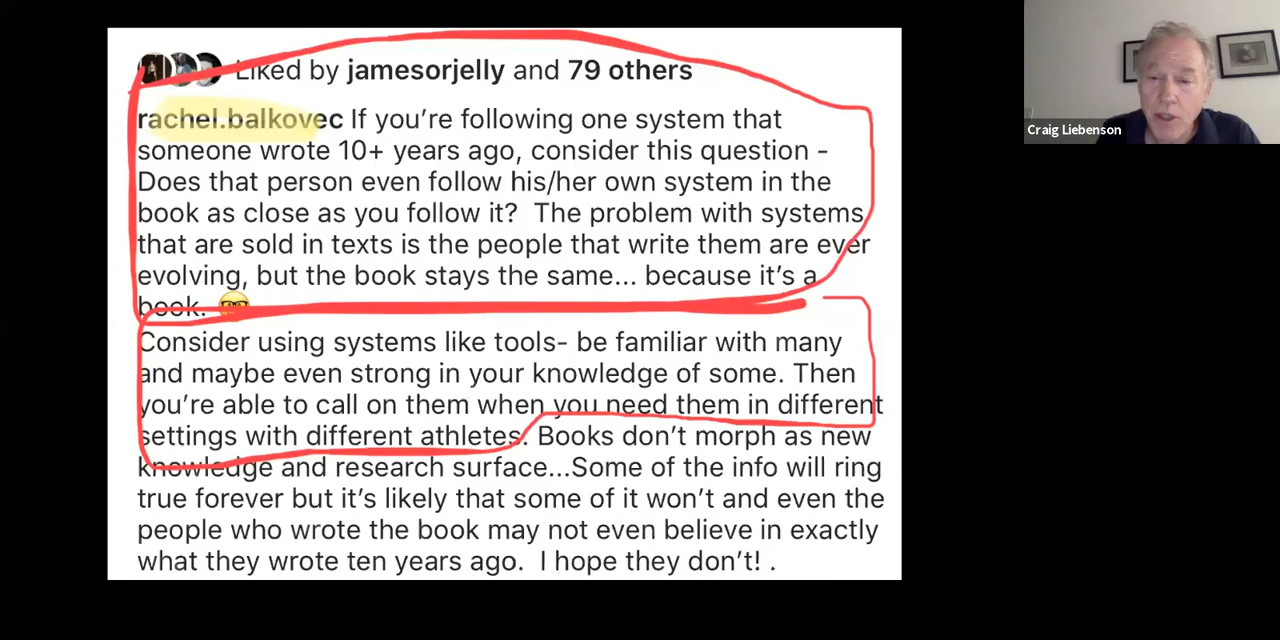 Liked by jamesorjelly and 79 others
rachel.balkovec If you’re following one system that
someone wrote 10+ years ago, consider this question -
Does that person even follow his/her own system in the
book as close as you follow it?  The problem with systems
that are sold in texts is the people that write them are ever
evolving, but the book stays the same... because it’s a
book. 🤓
Consider using systems like tools- be familiar with many
and maybe even strong in your knowledge of some. Then
you’re able to call on them when you need them in different
settings with different athletes. Books don’t morph as new
knowledge and research surface...Some of the info will ring
true forever but it’s likely that some of it won’t and even the
people who wrote the book may not even believe in exactly
what they wrote ten years ago.  I hope they don’t! .
Craig Liebenson